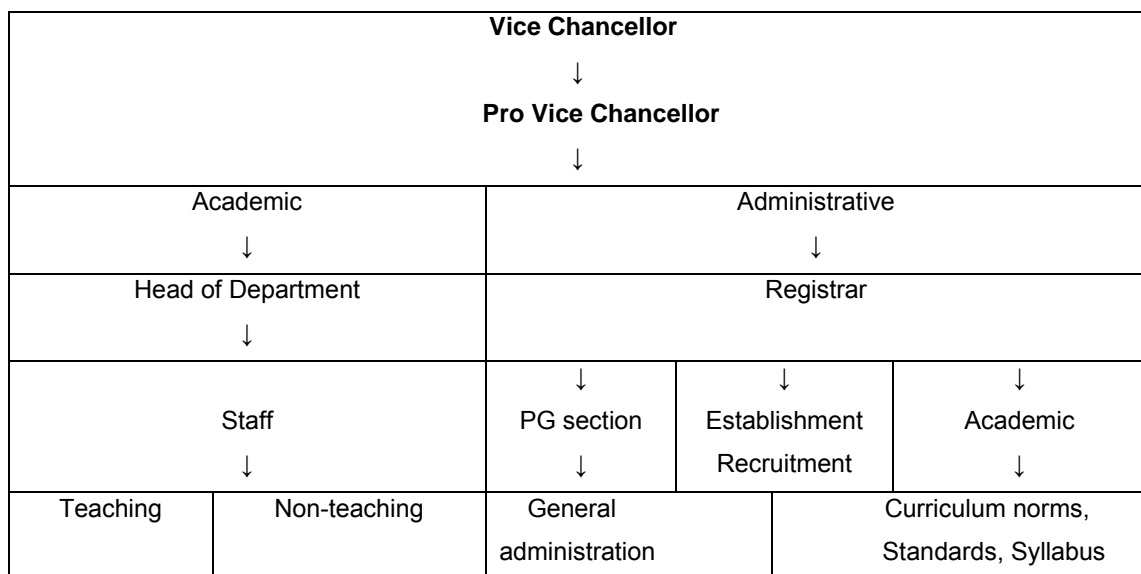 Vice Chancellor
↓
Pro Vice Chancellor
↓
Academic
↓
Administrative
↓
Head of Department
↓
Registrar
Staff
↓
↓
PG section
↓
↓
Establishment
Recruitment
↓
Academic
↓
Teaching
Non-teaching
General
administration
Curriculum norms,
Standards, Syllabus